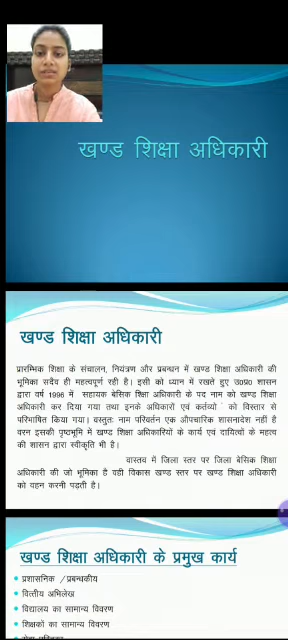 खण्ड शिक्षा अधिकारी
खण्ड शिक्षा अधिकारी
प्रारम्भिक शिक्षा के संचालन, नियंत्रण और प्रबन्धन में खण्ड शिक्षा अधिकारी की
भूमिका सदैव ही महत्वपूर्ण रही है। इसी को ध्यान में रखते हुए उ0प्र0 शासन
द्वारा वर्ष 1996 में सहायक बेसिक शिक्षा अधिकारी के पद नाम को खण्ड शिक्षा
अधिकारी कर दिया गया तथा इनके अधिकारों एवं कर्तव्यों को विस्तार से
परिभाषित किया गया। वस्तुतः नाम परिवर्तन एक औपचारिक शासनादेश नहीं है
वरन इसकी पृष्ठभूमि में खण्ड शिक्षा अधिकारियों के कार्य एवं दायित्वों के महत्व
की शासन द्वारा स्वीकृति भी है।
वास्तव में जिला स्तर पर जिला बेसिक शिक्षा
अधिकारी की जो भूमिका है वही विकास खण्ड स्तर पर खण्ड शिक्षा अधिकारी
को वहन करनी पड़ती है।
खण्ड शिक्षा अधिकारी के प्रमुख कार्य
• प्रशासनिक / प्रबन्धकीय
• वित्तीय अभिलेख
• विद्यालय का सामान्य विवरण
• शिक्षकों का सामान्य विवरण